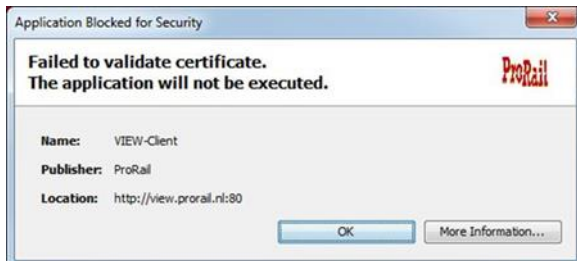 Application Blocked for Security
Failed to validate certificate.
The application will not be executed.
ProRail
Name: VIEW-Client
Publisher: ProRail
Location: http://view.prorail.nl:80
OK
More Information...